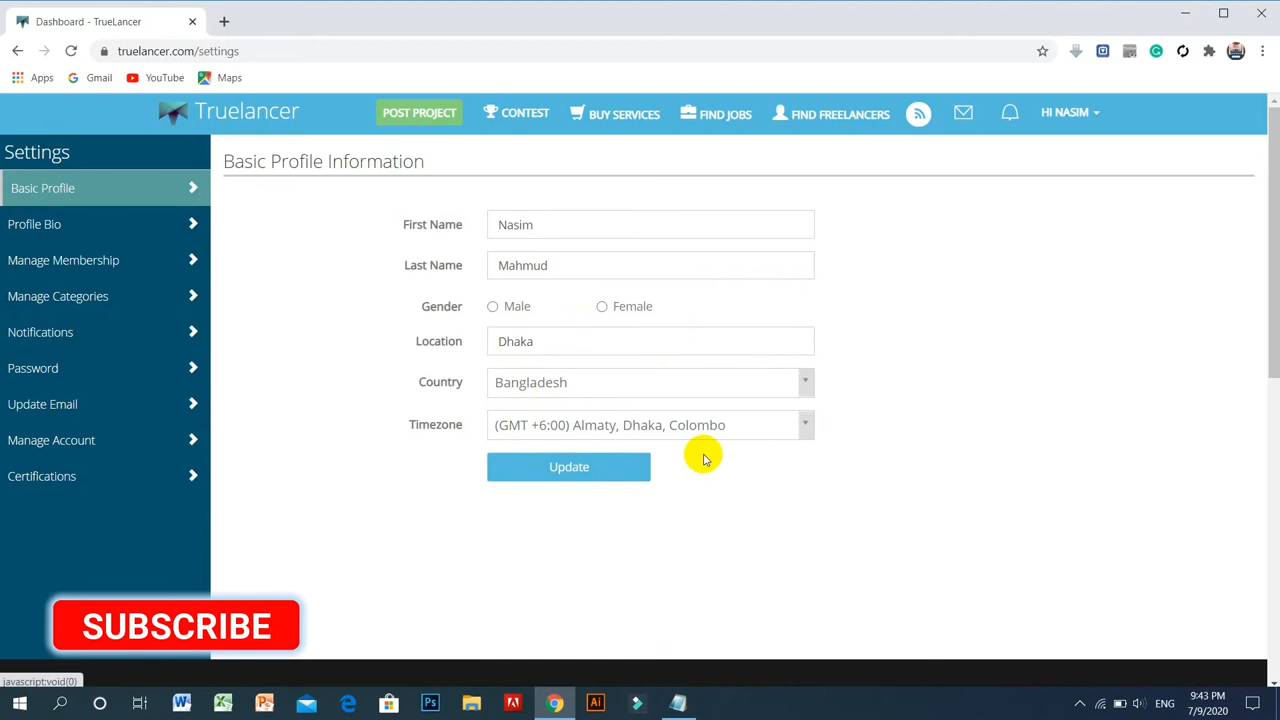 Dashboard - TrueLancer
truelancer.com/settings
Apps Gmail YouTube Maps
Truelancer POST PROJECT CONTEST BUY SERVICES FIND JOBS FIND FREELANCERS HI NASIM
Settings
Basic Profile
Profile Bio
Manage Membership
Manage Categories
Notifications
Password
Update Email
Manage Account
Certifications
Basic Profile Information
First Name Nasim
Last Name Mahmud
Gender Male Female
Location Dhaka
Country Bangladesh
Timezone (GMT +6:00) Almaty, Dhaka, Colombo
Update
SUBSCRIBE
javascript:void(0)
ENG
9:43 PM
7/9/2020